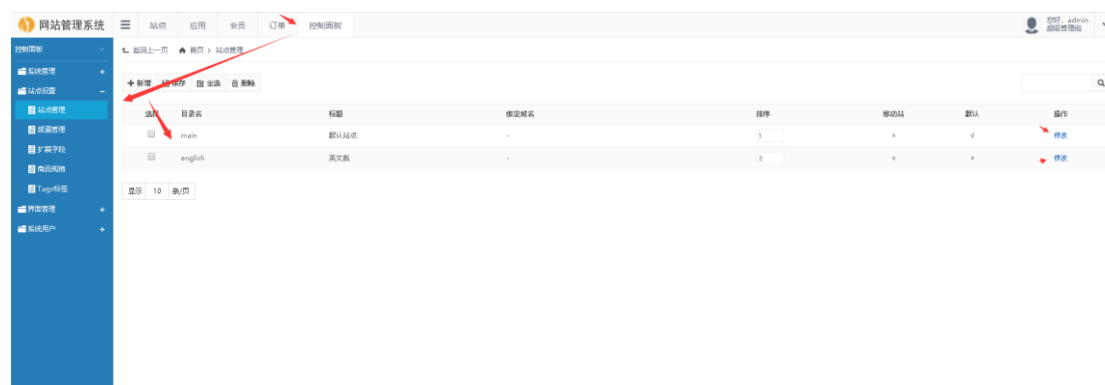 网站管理系统
站点 应用 会员 订单 控制面板
您好，admin
超级管理组
控制面板
返回上一页 首页 > 站点管理
系统管理 +
站点设置 -
站点管理
频道管理
扩展字段
商品规格
Tags标签
界面管理 +
系统用户 +
+ 新增 保存 全选 删除
选择 目录名 标题 绑定域名 排序 移动站 默认 操作
main 默认站点 - 1 × √ 修改
english 英文版 - 3 × × 修改
显示 10 条/页